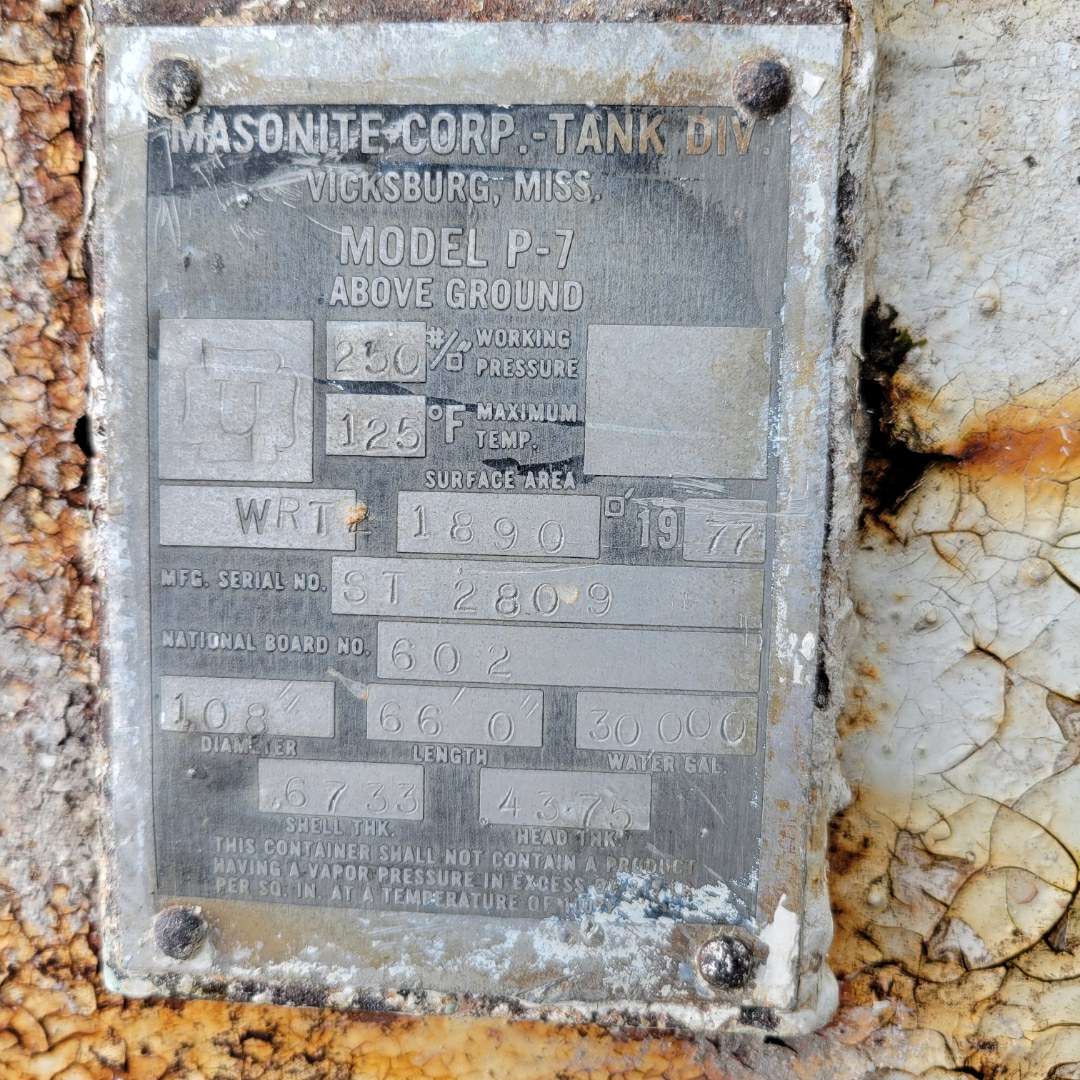 MASONITE CORP.-TANK DIV.
VICKSBURG, MISS.
MODEL P-7
ABOVE GROUND
U
250 #/□" WORKING PRESSURE
125 °F MAXIMUM TEMP.
SURFACE AREA
WRT 1890 □' 19 77
MFG. SERIAL NO. ST 2809
NATIONAL BOARD NO. 602
108" 66' 0" 30000
DIAMETER LENGTH WATER GAL.
.6733 .4375
SHELL THK. HEAD THK.
THIS CONTAINER SHALL NOT CONTAIN A PRODUCT
HAVING A VAPOR PRESSURE IN EXCESS
PER SQ. IN. AT A TEMPERATURE OF